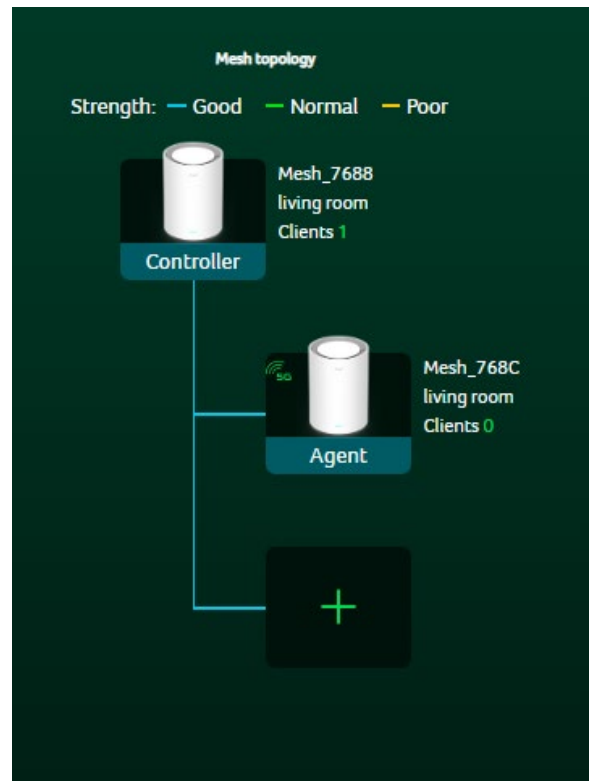 Mesh topology
Strength: Good Normal Poor
Mesh_7688
living room
Clients 1
Controller
5G
Mesh_768C
living room
Clients 0
Agent